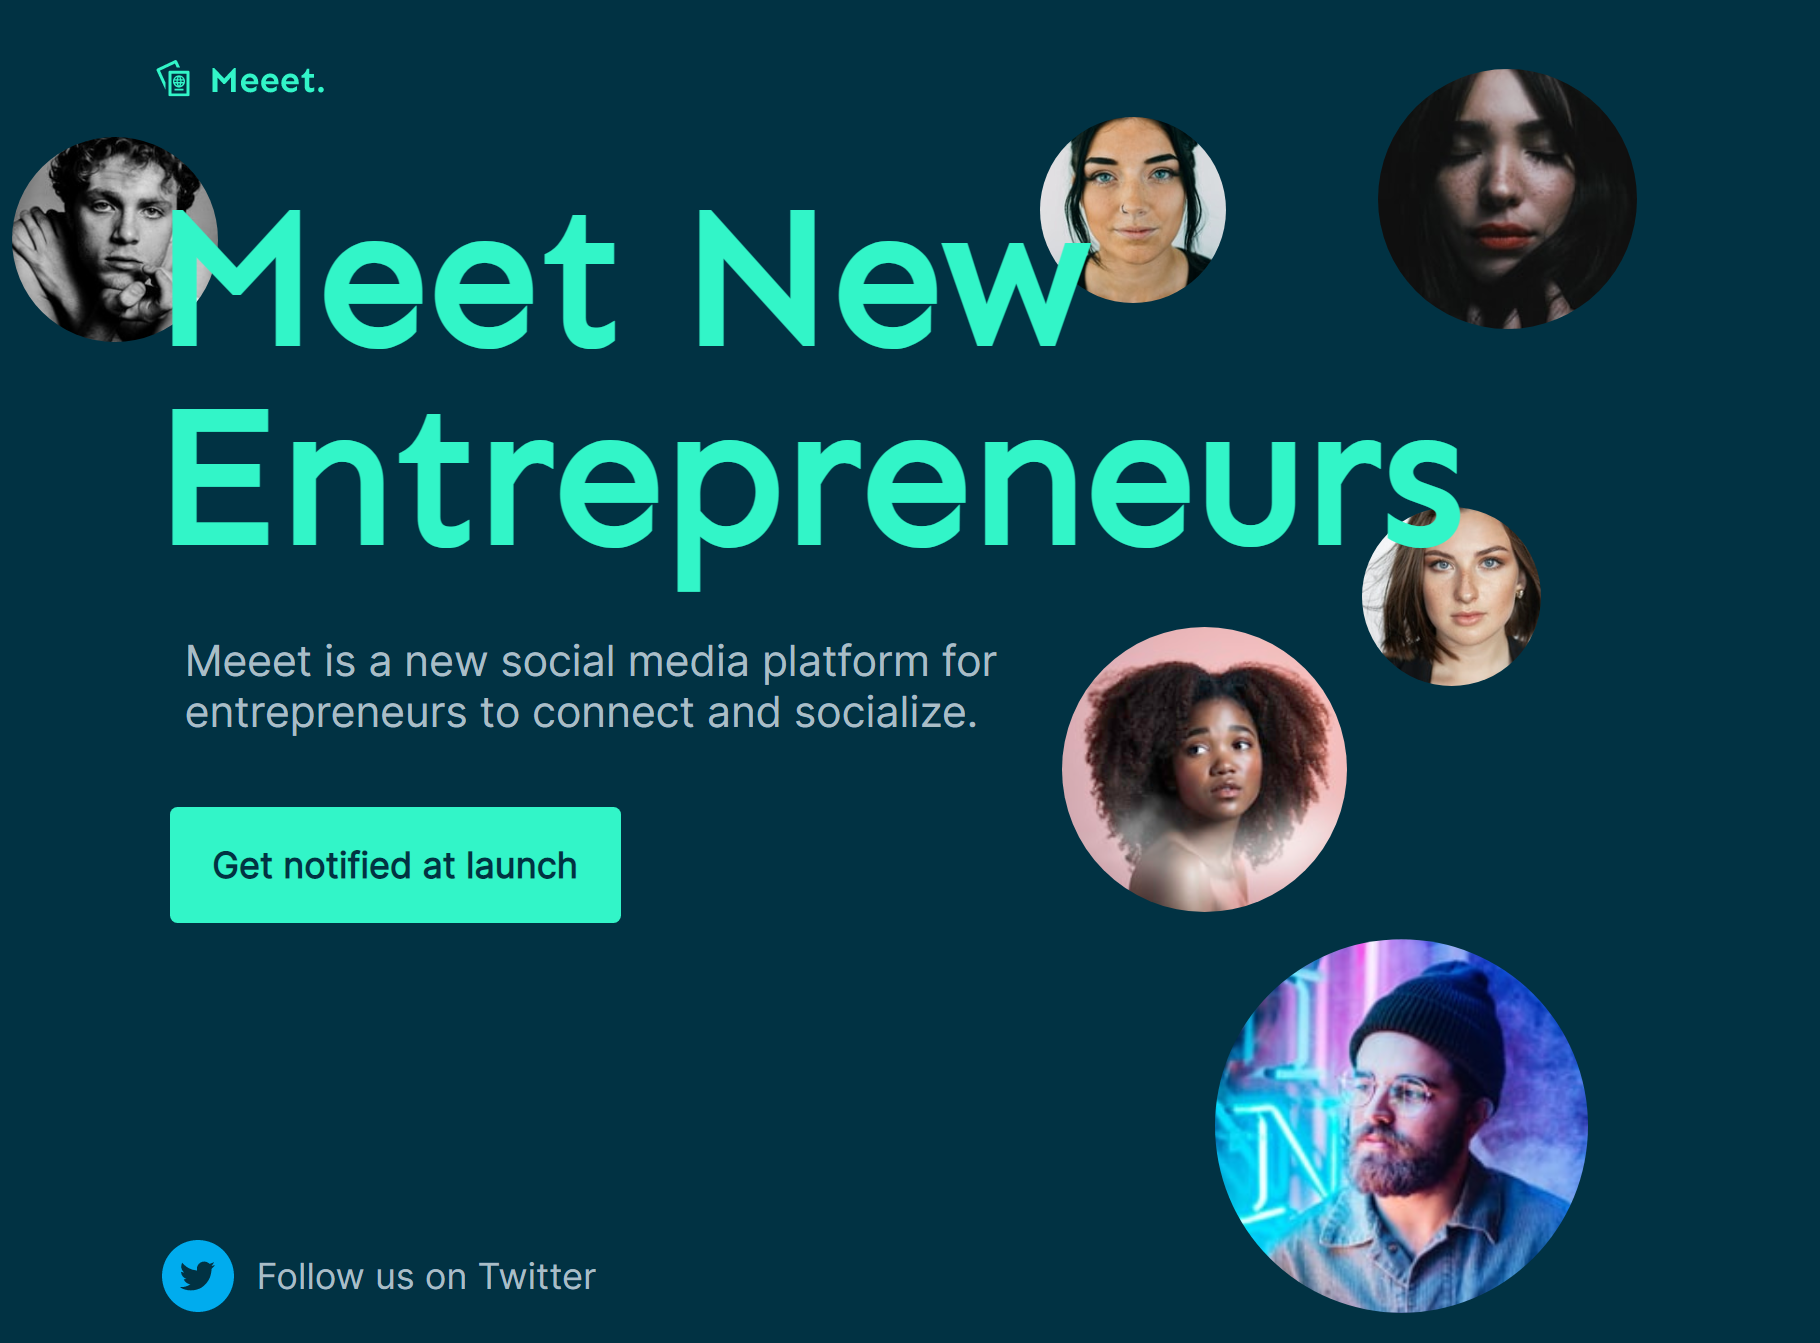 Meeet.
Meet New
Entrepreneurs
Meeet is a new social media platform for
entrepreneurs to connect and socialize.
Get notified at launch
N
Follow us on Twitter